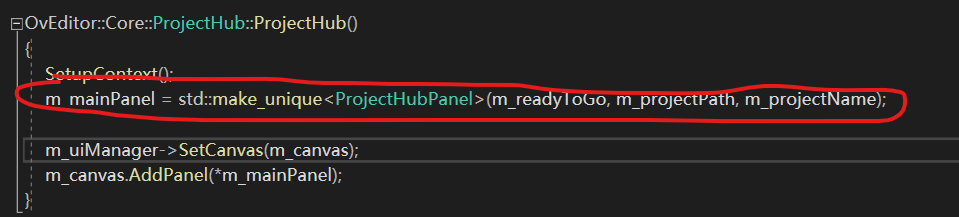 OvEditor::Core::ProjectHub::ProjectHub()
{
SetupContext();
m_mainPanel = std::make_unique<ProjectHubPanel>(m_readyToGo, m_projectPath, m_projectName);
m_uiManager->SetCanvas(m_canvas);
m_canvas.AddPanel(*m_mainPanel);
}